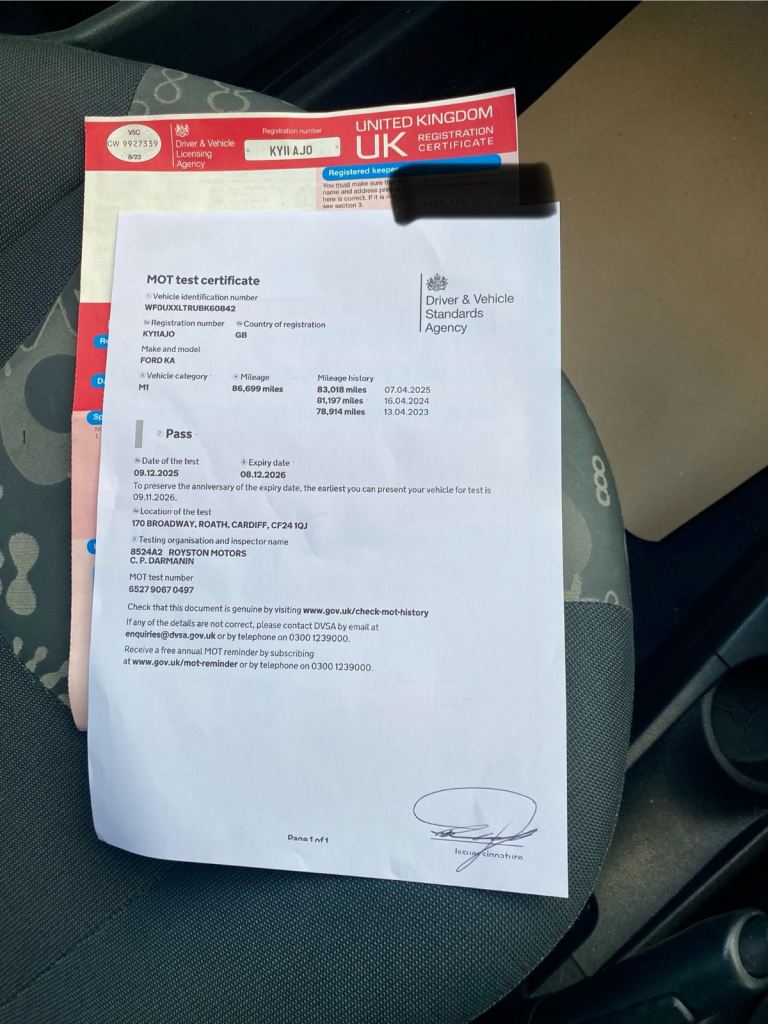 V5C
CW 9927339
8/23
Driver & Vehicle
Licensing
Agency
Registration number
KY11 AJO
UNITED KINGDOM
UK REGISTRATION
CERTIFICATE
Registered keeper
You must make sure
name and address
here is correct. If it is
see section 3.
MOT test certificate
Vehicle identification number
WF0UXXLTRUBK60842
Registration number Country of registration
KY11AJO GB
Make and model
FORD KA
Vehicle category Mileage Mileage history
M1 86,699 miles 83,018 miles 07.04.2025
81,197 miles 16.04.2024
78,914 miles 13.04.2023
Driver & Vehicle
Standards
Agency
Pass
Date of the test Expiry date
09.12.2025 08.12.2026
To preserve the anniversary of the expiry date, the earliest you can present your vehicle for test is
09.11.2026.
Location of the test
170 BROADWAY, ROATH, CARDIFF, CF24 1QJ
Testing organisation and inspector name
8524A2 ROYSTON MOTORS
C. P. DARMANIN
MOT test number
6527 9067 0497
Check that this document is genuine by visiting www.gov.uk/check-mot-history
If any of the details are not correct, please contact DVSA by email at
enquiries@dvsa.gov.uk or by telephone on 0300 1239000.
Receive a free annual MOT reminder by subscribing
at www.gov.uk/mot-reminder or by telephone on 0300 1239000.
Page 1 of 1